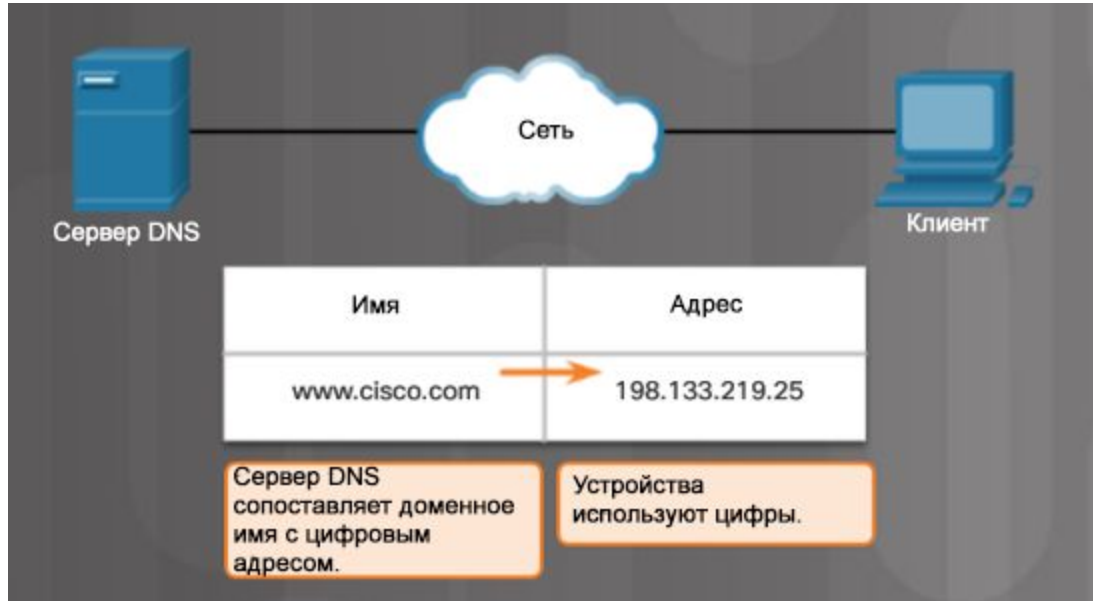 Сеть
Сервер DNS
Клиент
Имя
Адрес
www.cisco.com
198.133.219.25
Сервер DNS
сопоставляет доменное
имя с цифровым
адресом.
Устройства
используют цифры.